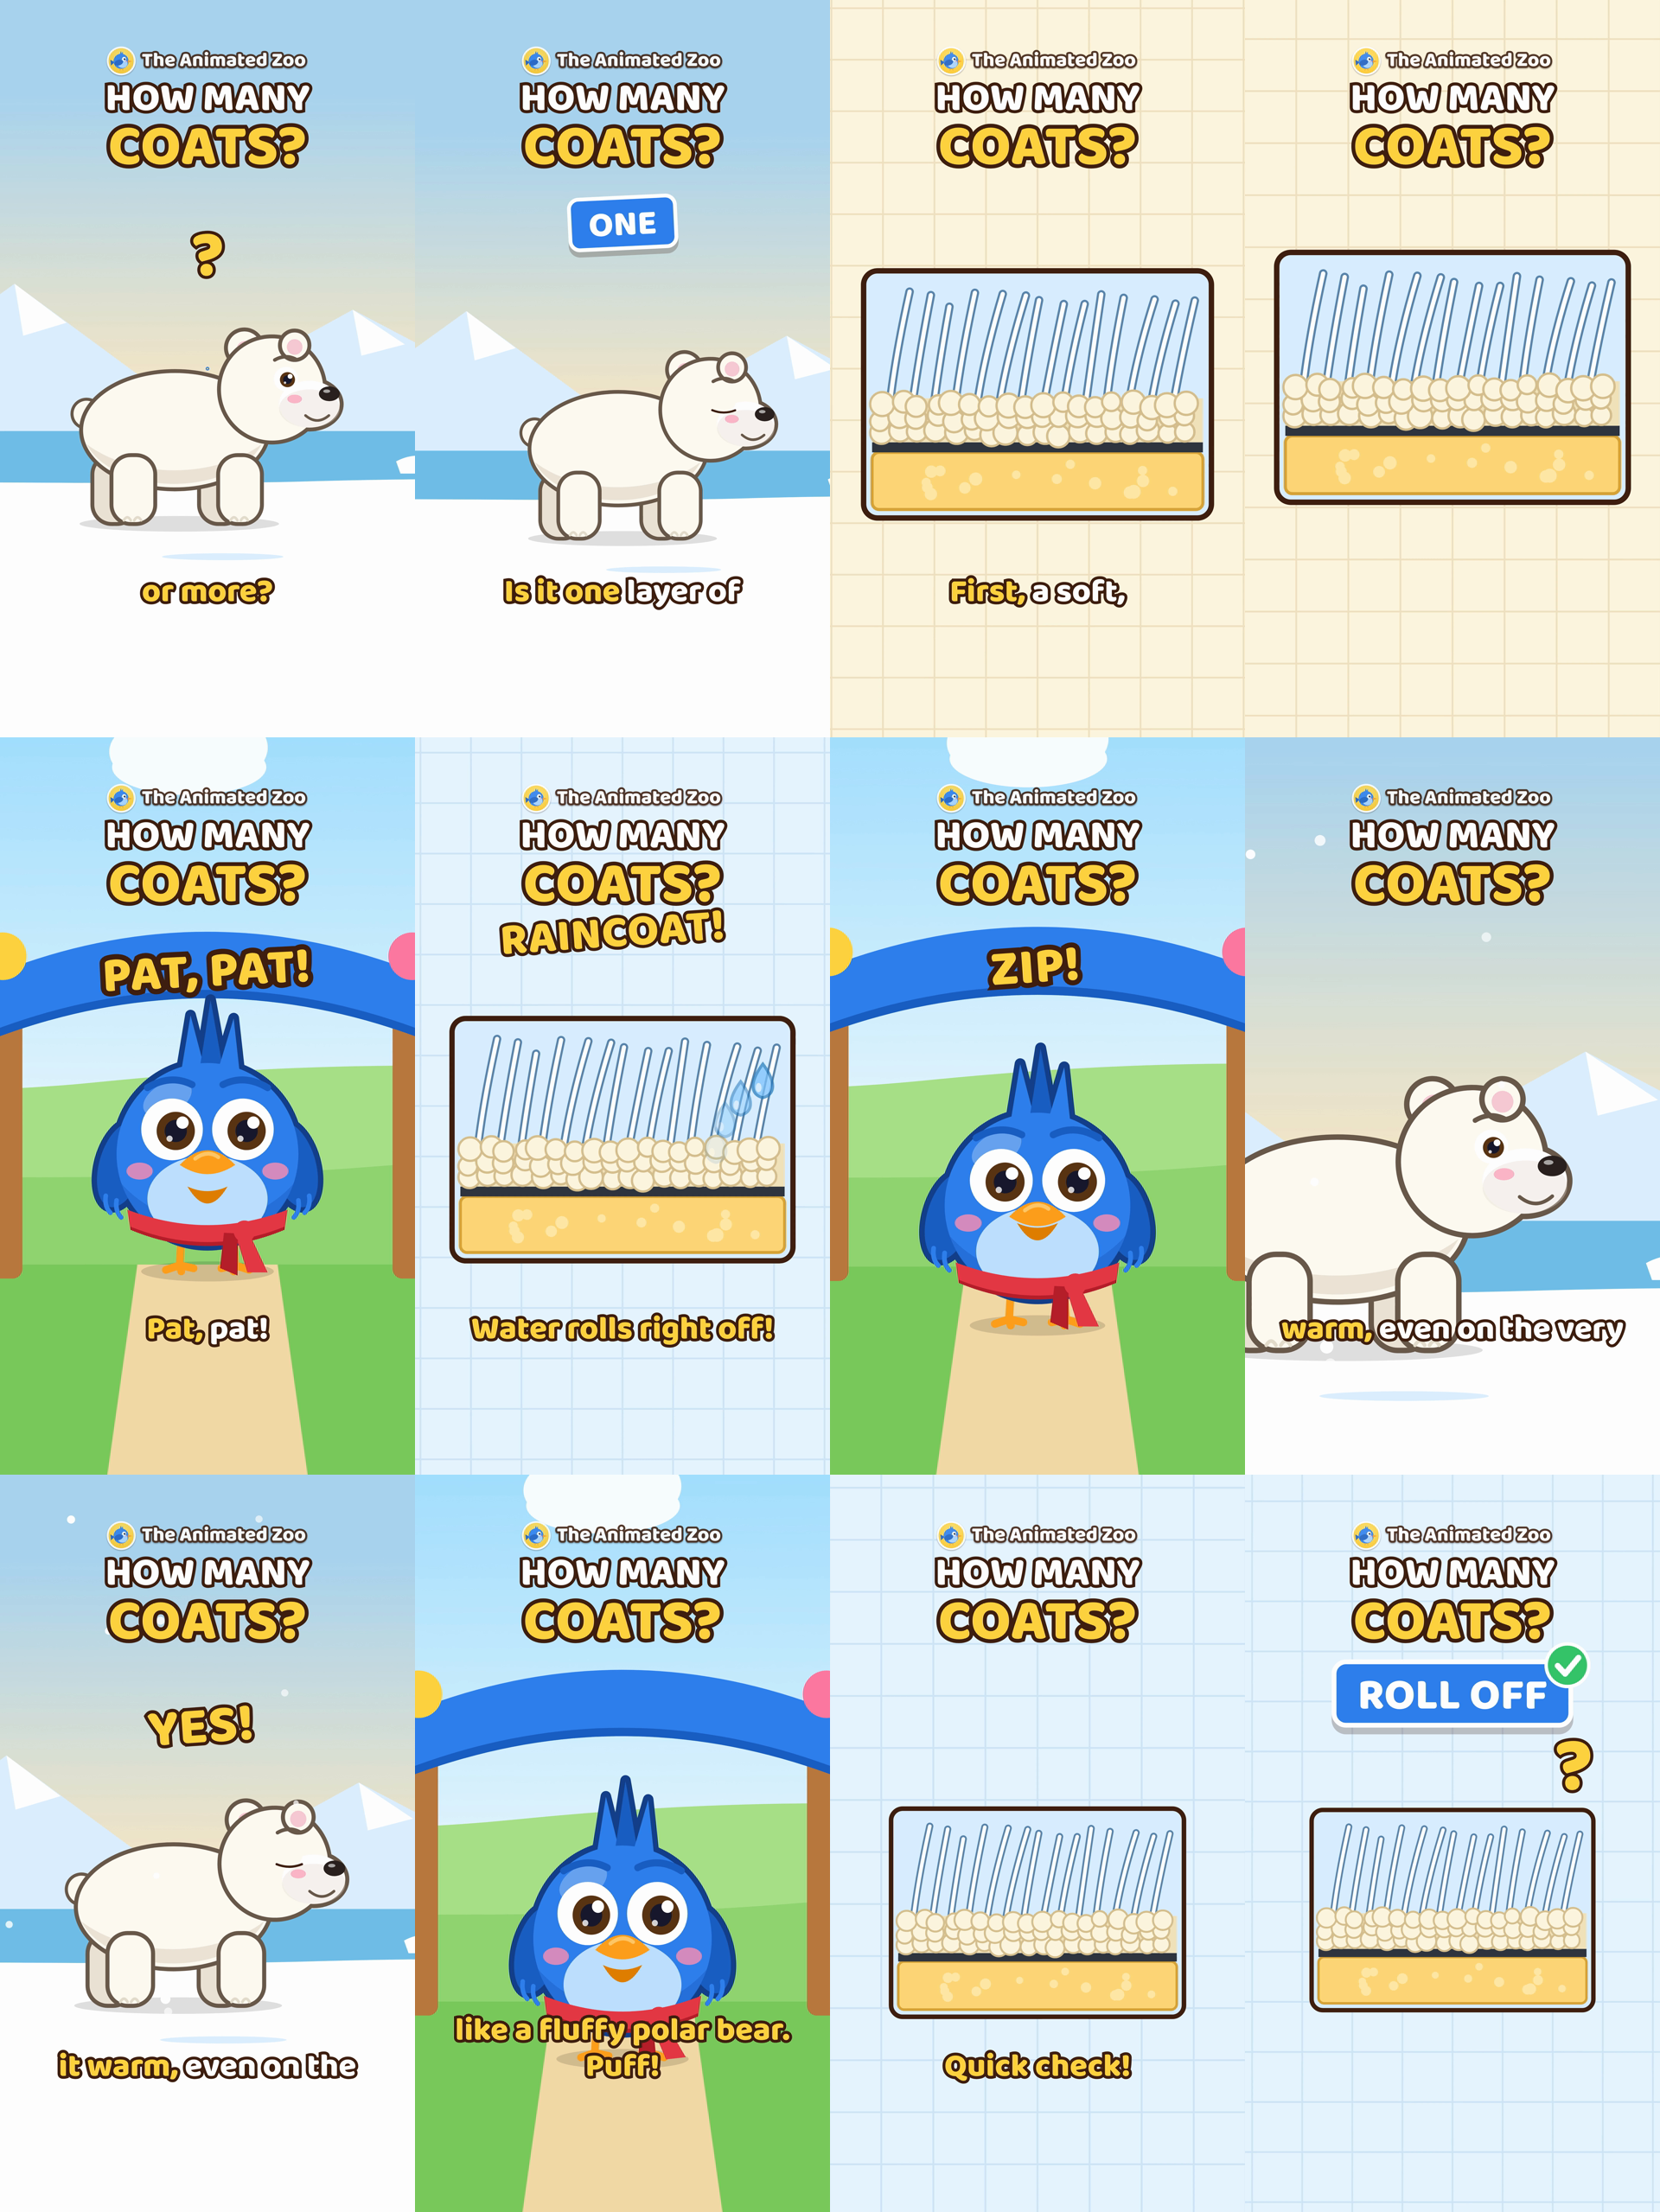 The Animated Zoo
HOW MANY
COATS?
?
or more?
The Animated Zoo
HOW MANY
COATS?
ONE
Is it one layer of
The Animated Zoo
HOW MANY
COATS?
First, a soft,
The Animated Zoo
HOW MANY
COATS?
The Animated Zoo
HOW MANY
COATS?
PAT, PAT!
Pat, pat!
The Animated Zoo
HOW MANY
COATS?
RAINCOAT!
Water rolls right off!
The Animated Zoo
HOW MANY
COATS?
ZIP!
The Animated Zoo
HOW MANY
COATS?
warm, even on the very
The Animated Zoo
HOW MANY
COATS?
YES!
it warm, even on the
The Animated Zoo
HOW MANY
COATS?
like a fluffy polar bear.
Puff!
The Animated Zoo
HOW MANY
COATS?
Quick check!
The Animated Zoo
HOW MANY
COATS?
ROLL OFF
?